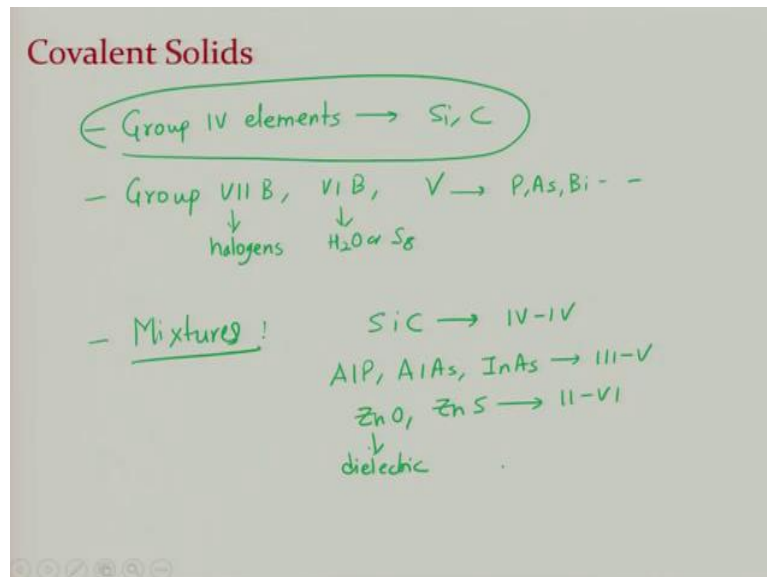 Covalent Solids
– Group IV elements → Si, C
– Group VII B, VI B, V → P, As, Bi - -
↓ ↓
halogens H₂O or S₈
– Mixtures : SiC → IV-IV
AlP, AlAs, InAs → III-V
ZnO, ZnS → II-VI
↓
dielectric